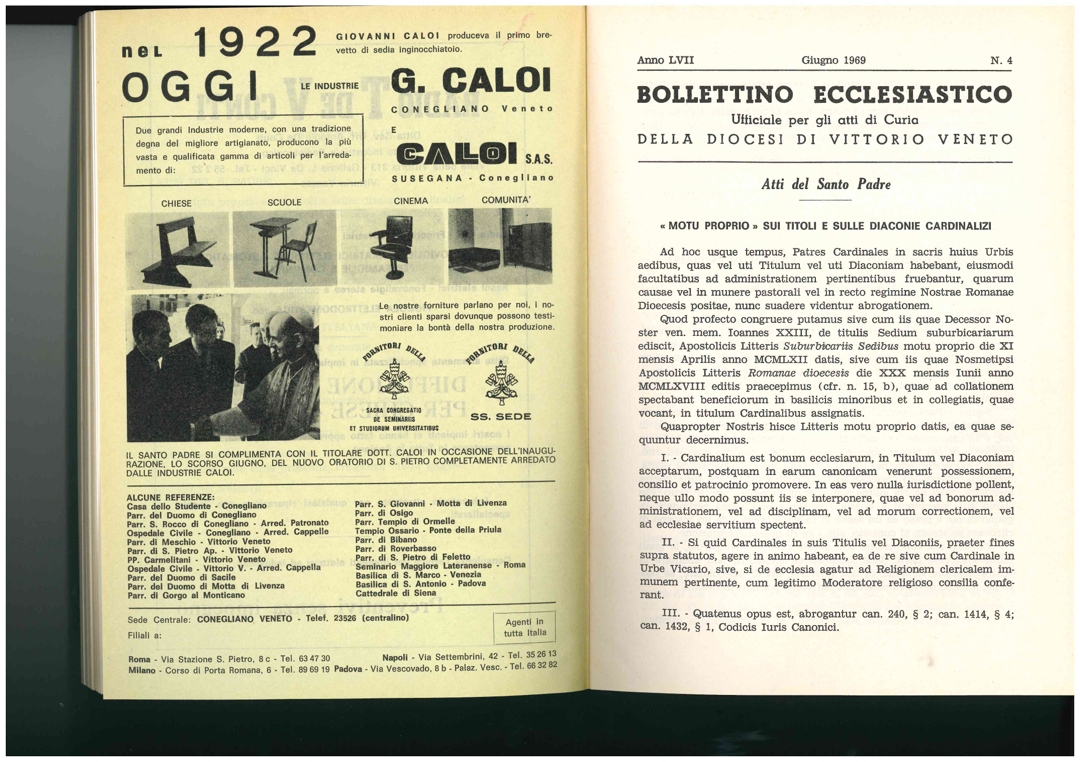 nel 1922
GIOVANNI CALOI produceva il primo bre-
vetto di sedia inginocchiatoio.
OGGI
LE INDUSTRIE
G. CALOI
CONEGLIANO Veneto
E
CALOI S.A.S.
SUSEGANA - Conegliano
Due grandi Industrie moderne, con una tradizione
degna del migliore artigianato, producono la più
vasta e qualificata gamma di articoli per l'arreda-
mento di:
CHIESE
SCUOLE
CINEMA
COMUNITA'
Le nostre forniture parlano per noi, i no-
stri clienti sparsi dovunque possono testi-
moniare la bontà della nostra produzione.
FORNITORI DELLA
SACRA CONGREGATIO
DE SEMINARIIS
ET STUDIORUM UNIVERSITATIBUS
FORNITORI DELLA
SS. SEDE
IL SANTO PADRE SI COMPLIMENTA CON IL TITOLARE DOTT. CALOI IN OCCASIONE DELL'INAUGU-
RAZIONE, LO SCORSO GIUGNO, DEL NUOVO ORATORIO DI S. PIETRO COMPLETAMENTE ARREDATO
DALLE INDUSTRIE CALOI.
ALCUNE REFERENZE:
Casa dello Studente - Conegliano
Parr. del Duomo di Conegliano
Parr. S. Rocco di Conegliano - Arred. Patronato
Ospedale Civile - Conegliano - Arred. Cappelle
Parr. di Meschio - Vittorio Veneto
Parr. di S. Pietro Ap. - Vittorio Veneto
PP. Carmelitani - Vittorio Veneto
Ospedale Civile - Vittorio V. - Arred. Cappella
Parr. del Duomo di Sacile
Parr. del Duomo di Motta di Livenza
Parr. di Gorgo al Monticano
Parr. S. Giovanni - Motta di Livenza
Parr. di Osigo
Parr. Tempio di Ormelle
Tempio Ossario - Ponte della Priula
Parr. di Bibano
Parr. di Roverbasso
Parr. di S. Pietro di Feletto
Seminario Maggiore Lateranense - Roma
Basilica di S. Marco - Venezia
Basilica di S. Antonio - Padova
Cattedrale di Siena
Sede Centrale: CONEGLIANO VENETO - Telef. 23526 (centralino)
Filiali a:
Agenti in
tutta Italia
Roma - Via Stazione S. Pietro, 8 c - Tel. 63 47 30
Napoli - Via Settembrini, 42 - Tel. 35 26 13
Milano - Corso di Porta Romana, 6 - Tel. 89 69 19
Padova - Via Vescovado, 8 b - Palaz. Vesc. - Tel. 66 32 82
Anno LVII
Giugno 1969
N. 4
BOLLETTINO ECCLESIASTICO
Ufficiale per gli atti di Curia
DELLA DIOCESI DI VITTORIO VENETO
Atti del Santo Padre
« MOTU PROPRIO » SUI TITOLI E SULLE DIACONIE CARDINALIZI
Ad hoc usque tempus, Patres Cardinales in sacris huius Urbis
aedibus, quas vel uti Titulum vel uti Diaconiam habebant, eiusmodi
facultatibus ad administrationem pertinentibus fruebantur, quarum
causae vel in munere pastorali vel in recto regimine Nostrae Romanae
Dioecesis positae, nunc suadere videntur abrogationem.
Quod profecto congruere putamus sive cum iis quae Decessor No-
ster ven. mem. Ioannes XXIII, de titulis Sedium suburbicariarum
ediscit, Apostolicis Litteris Suburbicariis Sedibus motu proprio die XI
mensis Aprilis anno MCMLXII datis, sive cum iis quae Nosmetipsi
Apostolicis Litteris Romanae dioecesis die XXX mensis Iunii anno
MCMLXVIII editis praecepimus (cfr. n. 15, b), quae ad collationem
spectabant beneficiorum in basilicis minoribus et in collegiatis, quae
vocant, in titulum Cardinalibus assignatis.
Quapropter Nostris hisce Litteris motu proprio datis, ea quae se-
quuntur decernimus.
I. - Cardinalium est bonum ecclesiarum, in Titulum vel Diaconiam
acceptarum, postquam in earum canonicam venerunt possessionem,
consilio et patrocinio promovere. In eas vero nulla iurisdictione pollent,
neque ullo modo possunt iis se interponere, quae vel ad bonorum ad-
ministrationem, vel ad disciplinam, vel ad morum correctionem, vel
ad ecclesiae servitium spectent.
II. - Si quid Cardinales in suis Titulis vel Diaconiis, praeter fines
supra statutos, agere in animo habeant, ea de re sive cum Cardinale in
Urbe Vicario, sive, si de ecclesia agatur ad Religionem clericalem im-
munem pertinente, cum legitimo Moderatore religioso consilia confe-
rant.
III. - Quatenus opus est, abrogantur can. 240, § 2; can. 1414, § 4;
can. 1432, § 1, Codicis Iuris Canonici.